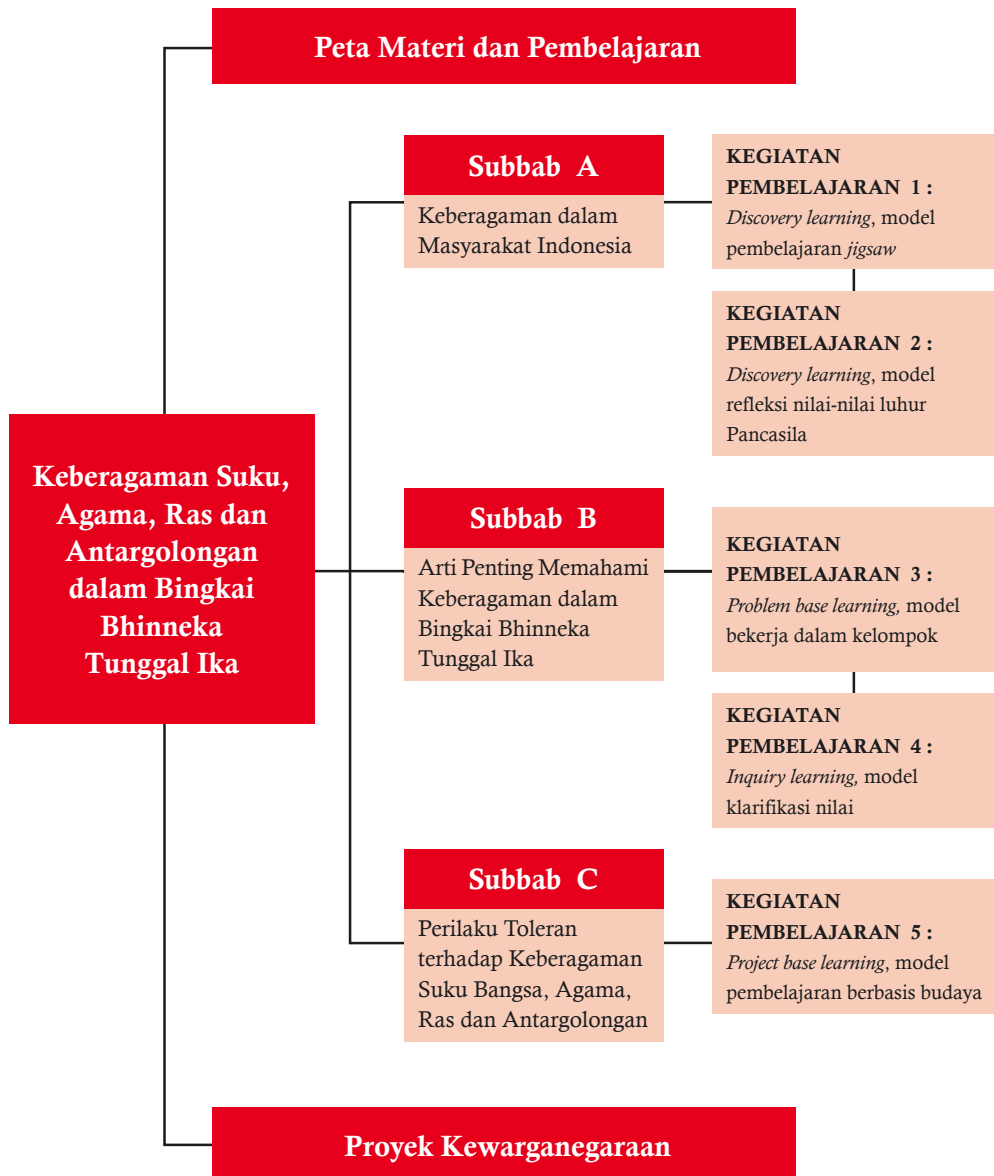 Peta Materi dan Pembelajaran
Keberagaman Suku,
Agama, Ras dan
Antargolongan
dalam Bingkai
Bhinneka
Tunggal Ika
Subbab A
Keberagaman dalam
Masyarakat Indonesia
KEGIATAN
PEMBELAJARAN 1 :
Discovery learning, model
pembelajaran jigsaw
KEGIATAN
PEMBELAJARAN 2 :
Discovery learning, model
refleksi nilai-nilai luhur
Pancasila
Subbab B
Arti Penting Memahami
Keberagaman dalam
Bingkai Bhinneka
Tunggal Ika
KEGIATAN
PEMBELAJARAN 3 :
Problem base learning, model
bekerja dalam kelompok
KEGIATAN
PEMBELAJARAN 4 :
Inquiry learning, model
klarifikasi nilai
Subbab C
Perilaku Toleran
terhadap Keberagaman
Suku Bangsa, Agama,
Ras dan Antargolongan
KEGIATAN
PEMBELAJARAN 5 :
Project base learning, model
pembelajaran berbasis budaya
Proyek Kewarganegaraan